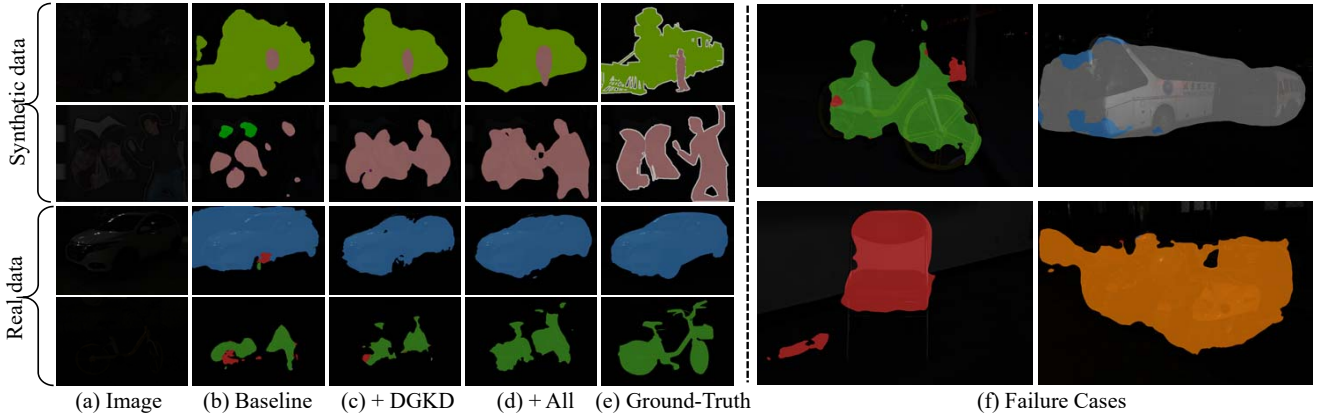 Synthetic data
Real data
(a) Image
(b) Baseline
(c) + DGKD
(d) + All
(e) Ground-Truth
(f) Failure Cases